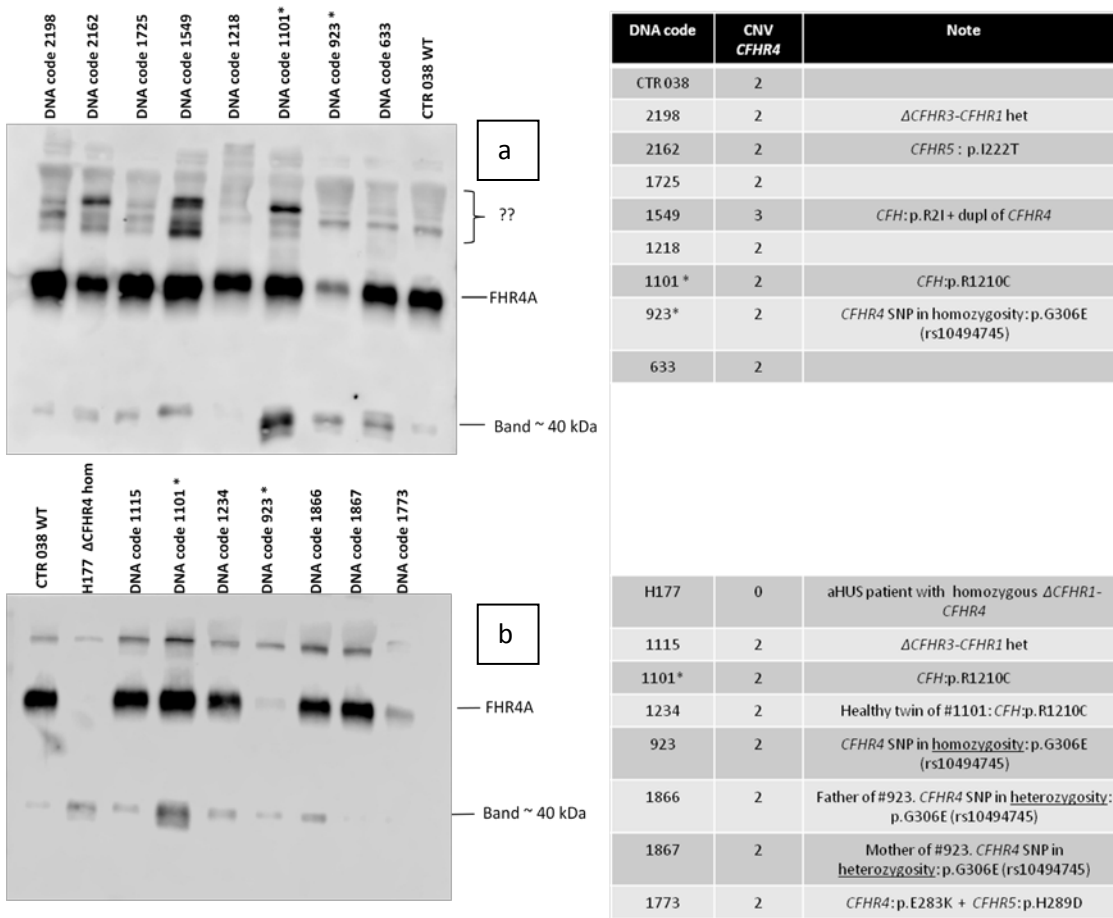 DNA code 2198
DNA code 2162
DNA code 1725
DNA code 1549
DNA code 1218
DNA code 1101*
DNA code 923 *
DNA code 633
CTR 038 WT
a
??
FHR4A
Band ~ 40 kDa
CTR 038 WT
H177 ΔCFHR4 hom
DNA code 1115
DNA code 1101 *
DNA code 1234
DNA code 923 *
DNA code 1866
DNA code 1867
DNA code 1773
b
FHR4A
Band ~ 40 kDa
DNA code CNV Note
CFHR4
CTR 038 2
2198 2 ΔCFHR3-CFHR1 het
2162 2 CFHR5 : p.I222T
1725 2
1549 3 CFH: p.R2I + dupl of CFHR4
1218 2
1101 * 2 CFH:p.R1210C
923* 2 CFHR4 SNP in homozygosity: p.G306E
(rs10494745)
633 2
H177 0 aHUS patient with homozygous ΔCFHR1-
CFHR4
1115 2 ΔCFHR3-CFHR1 het
1101* 2 CFH:p.R1210C
1234 2 Healthy twin of #1101: CFH:p.R1210C
923 2 CFHR4 SNP in homozygosity: p.G306E
(rs10494745)
1866 2 Father of #923. CFHR4 SNP in heterozygosity:
p.G306E (rs10494745)
1867 2 Mother of #923. CFHR4 SNP in
heterozygosity: p.G306E (rs10494745)
1773 2 CFHR4: p.E283K + CFHR5: p.H289D